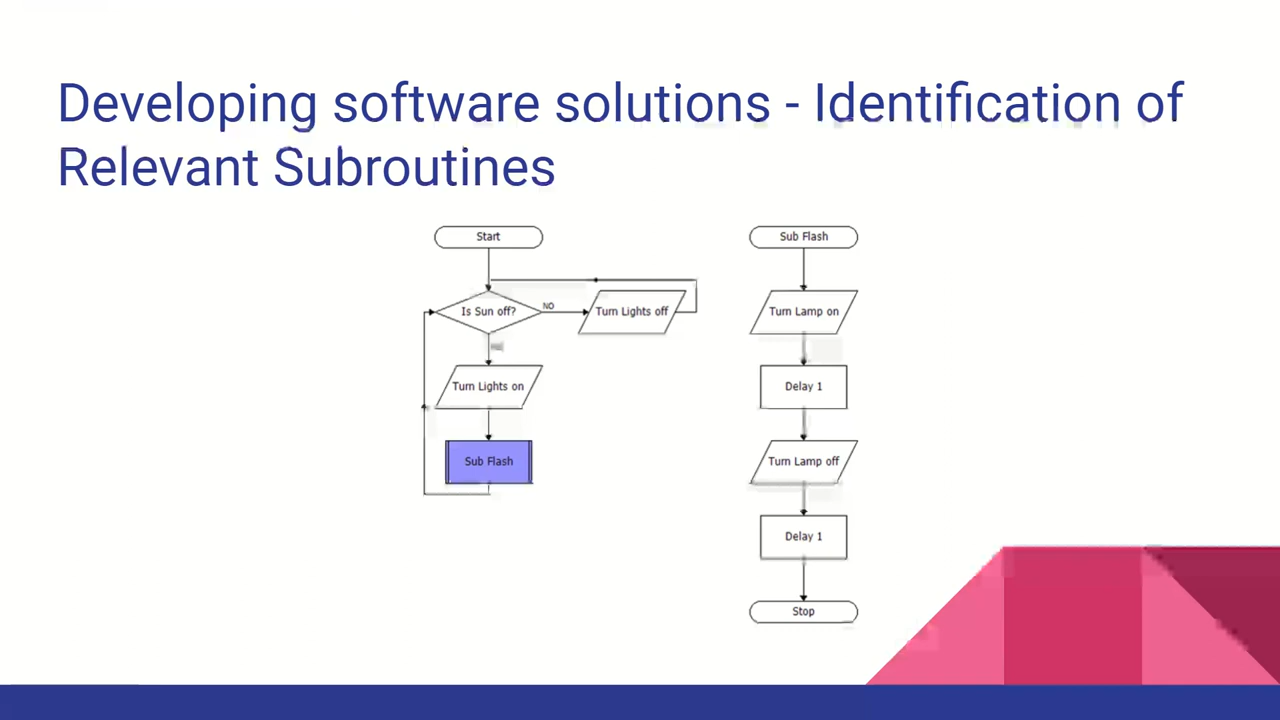 Developing software solutions - Identification of
Relevant Subroutines
Start
Is Sun off?
NO
Turn Lights off
Turn Lights on
Sub Flash
Sub Flash
Turn Lamp on
Delay 1
Turn Lamp off
Delay 1
Stop